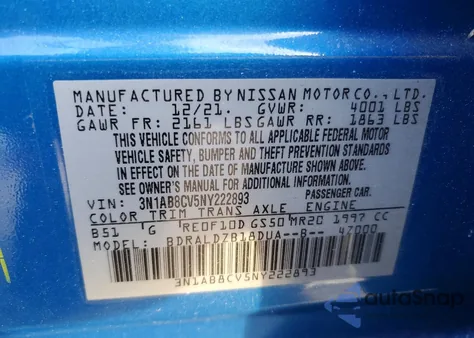 MANUFACTURED BY NISSAN MOTOR CO., LTD.
DATE: 12/21. GVWR: 4001 LBS
GAWR FR: 2161 LBS GAWR RR: 1863 LBS
THIS VEHICLE CONFORMS TO ALL APPLICABLE FEDERAL MOTOR
VEHICLE SAFETY, BUMPER AND THEFT PREVENTION STANDARDS
IN EFFECT ON THE DATE OF MANUFACTURE SHOWN ABOVE.
SEE OWNER'S MANUAL FOR ADDITIONAL INFORMATION.
VIN: 3N1AB8CV5NY222893 PASSENGER CAR.
COLOR TRIM TRANS AXLE ENGINE
B51 G RE0F10D GS50 MR20 1997 CC
MODEL: BDRALDZB18DUA--B-- 47000
3N1AB8CV5NY222893
autoSnap